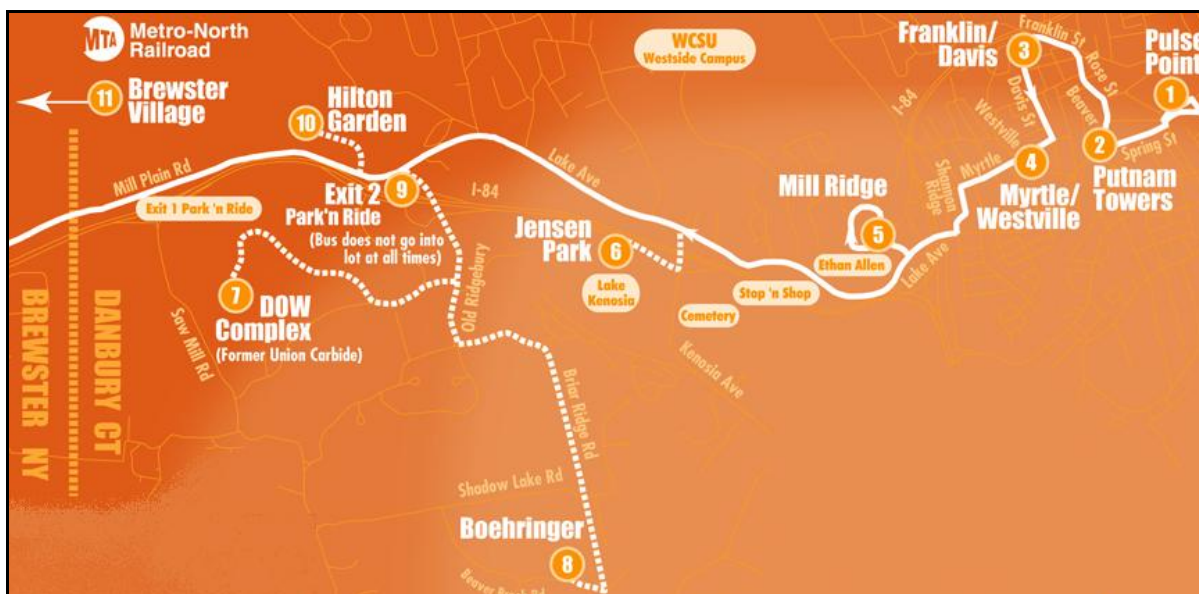 MTA Metro-North
Railroad
11 Brewster
Village
10 Hilton
Garden
WCSU
Westside Campus
Franklin/
Davis
3
Franklin St
Rose St
Beaver
Pulse
Point
1
2
Spring St
Putnam
Towers
Davis St
Westville
I-84
4
Myrtle/
Westville
Myrtle
Shannon
Ridge
Lake Ave
Mill Plain Rd
Exit 1 Park 'n Ride
Exit 2
Park'n Ride
(Bus does not go into
lot at all times)
9
I-84
Lake Ave
Mill Ridge
5
Ethan Allen
Jensen
Park
6
Lake
Kenosia
Stop 'n Shop
Cemetery
Kenosia Ave
7 DOW
Complex
(Former Union Carbide)
Old Ridgebury
Saw Mill Rd
BREWSTER NY
DANBURY CT
Briar Ridge Rd
Shadow Lake Rd
Boehringer
8